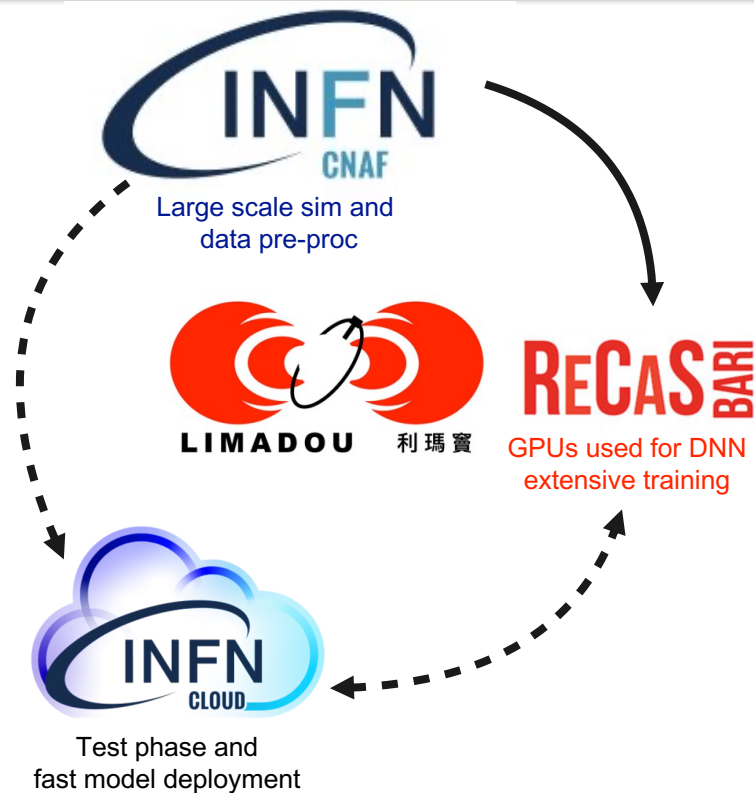 INFN
CNAF
Large scale sim and
data pre-proc
LIMADOU 利瑪竇
RECAS
BARI
GPUs used for DNN
extensive training
INFN
CLOUD
Test phase and
fast model deployment